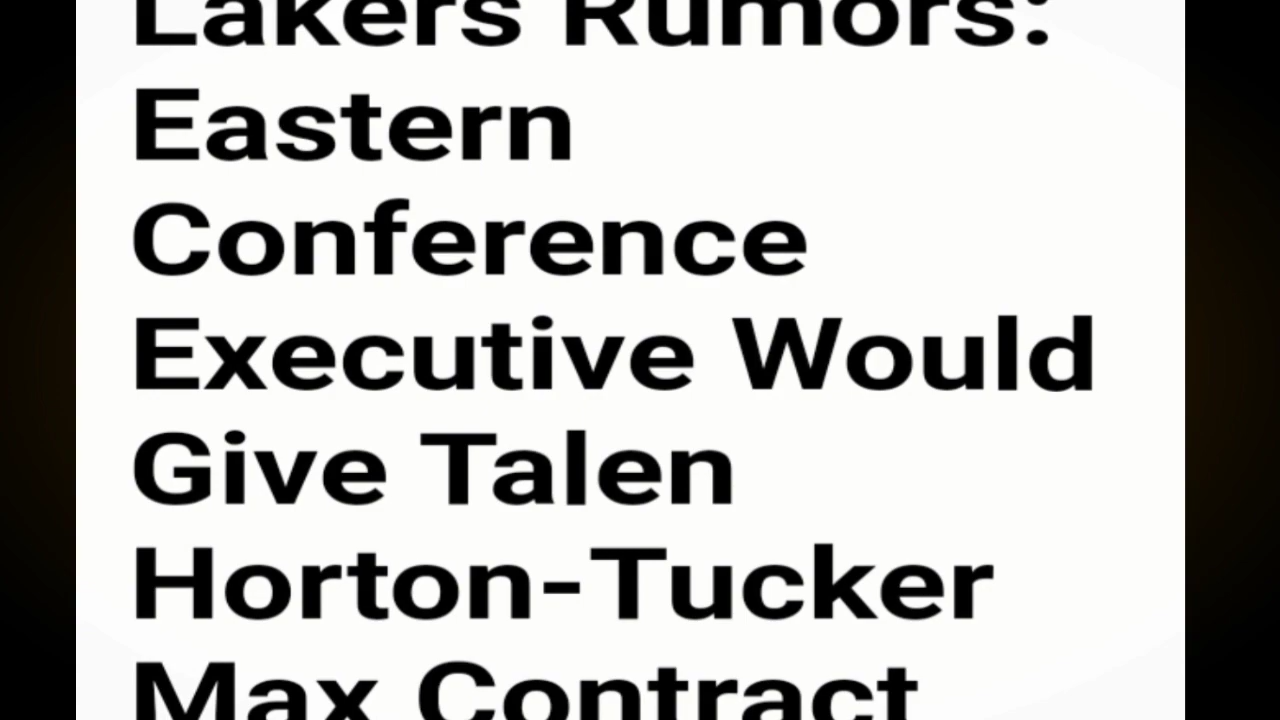 Lakers Rumors:
Eastern
Conference
Executive Would
Give Talen
Horton-Tucker
Max Contract